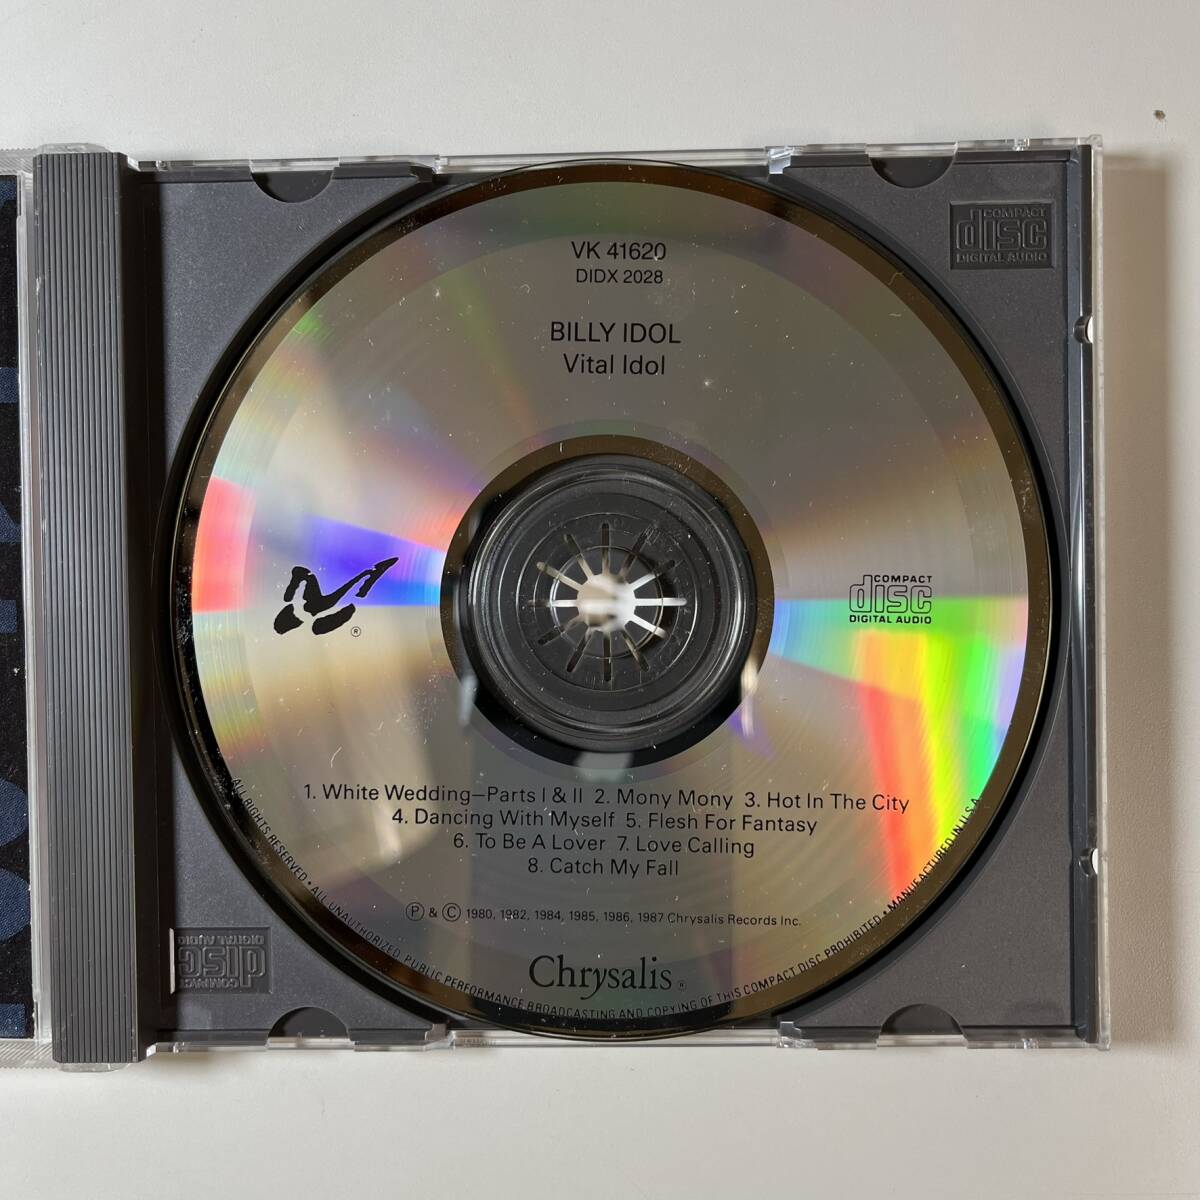 COMPACT
disc
DIGITAL AUDIO
VK 41620
DIDX 2028
BILLY IDOL
Vital Idol
®
COMPACT
disc
DIGITAL AUDIO
1. White Wedding—Parts I & II 2. Mony Mony 3. Hot In The City
4. Dancing With Myself 5. Flesh For Fantasy
6. To Be A Lover 7. Love Calling
8. Catch My Fall
Ⓟ & © 1980, 1982, 1984, 1985, 1986, 1987 Chrysalis Records Inc.
Chrysalis®
ALL RIGHTS RESERVED • ALL UNAUTHORIZED PUBLIC PERFORMANCE BROADCASTING AND COPYING OF THIS COMPACT DISC PROHIBITED • MANUFACTURED IN U.S.A.
COMPACT
disc
DIGITAL AUDIO